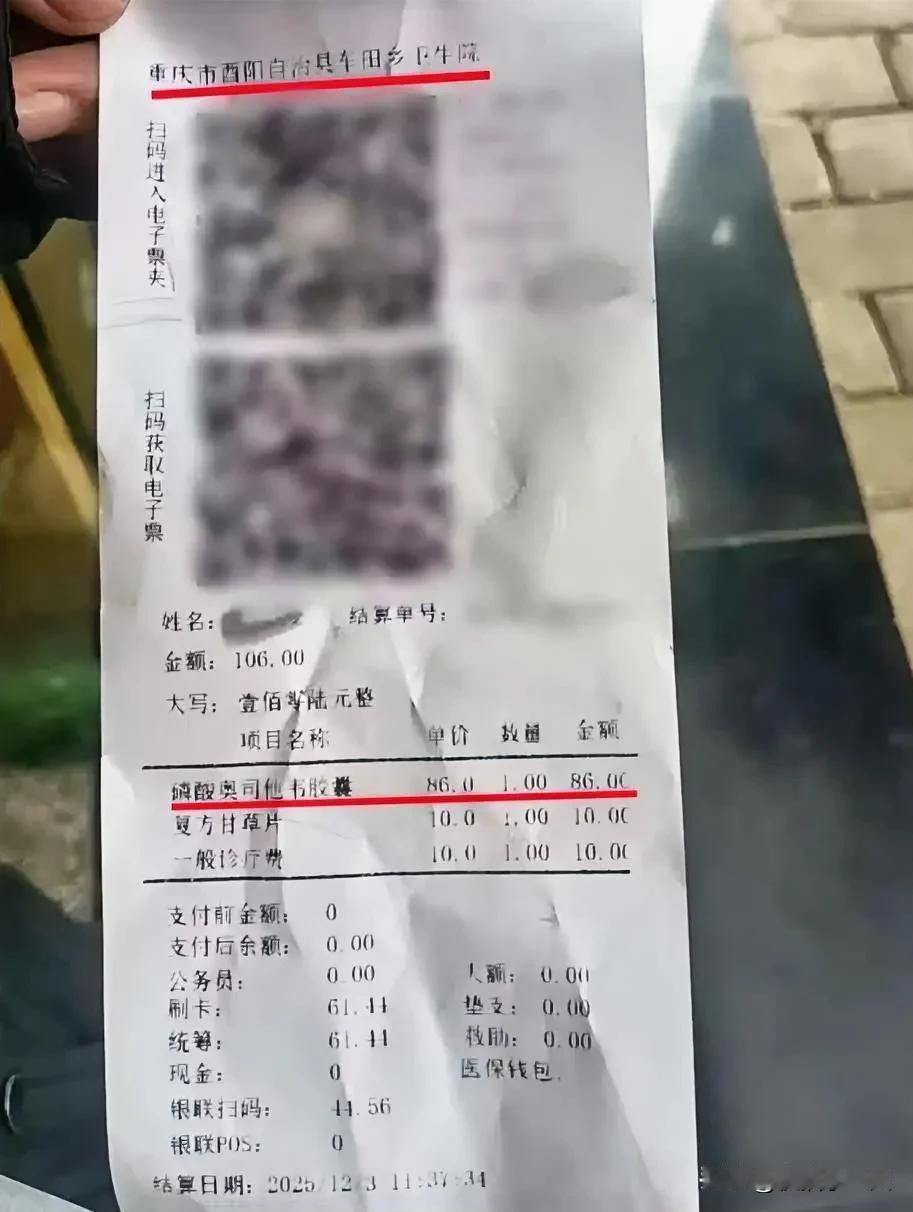 重庆市酉阳自治县车田乡卫生院
扫码进入电子票夹
扫码获取电子票
姓名： 结算单号：
金额：106.00
大写：壹佰零陆元整
项目名称 单价 数量 金额
磷酸奥司他韦胶囊 86.0 1.00 86.00
复方甘草片 10.0 1.00 10.00
一般诊疗费 10.0 1.00 10.00
支付前金额：0
支付后余额：0.00
公务员：0.00 大额：0.00
刷卡：61.44 垫支：0.00
统筹：61.44 救助：0.00
现金：0 医保钱包：
银联扫码：44.56
银联POS：0
结算日期：2025/12/3 11:37:34